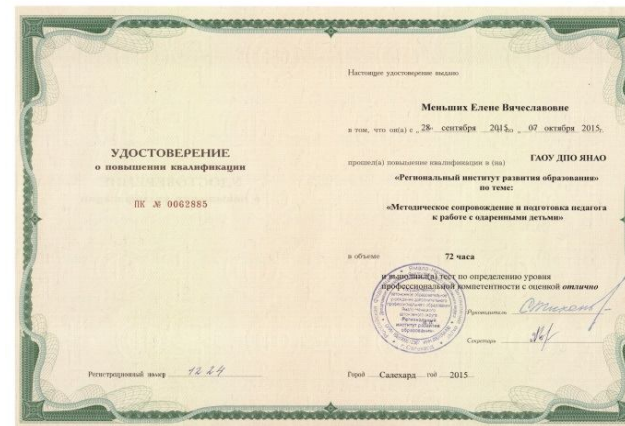 УДОСТОВЕРЕНИЕ
о повышении квалификации
ПК № 0062885
Регистрационный номер 1224
Настоящее удостоверение выдано
Меньших Елене Вячеславовне
в том, что он(а) с „28“ сентября 2015 по „ 07 октября 2015.
прошел(а) повышение квалификации в (на) ГАОУ ДПО ЯНАО
«Региональный институт развития образования»
по теме:
«Методическое сопровождение и подготовка педагога
к работе с одаренными детьми»
в объеме 72 часа
и выполнил(а) тест по определению уровня
профессиональной компетентности с оценкой отлично
Руководитель
Секретарь
Город Салехард год 2015